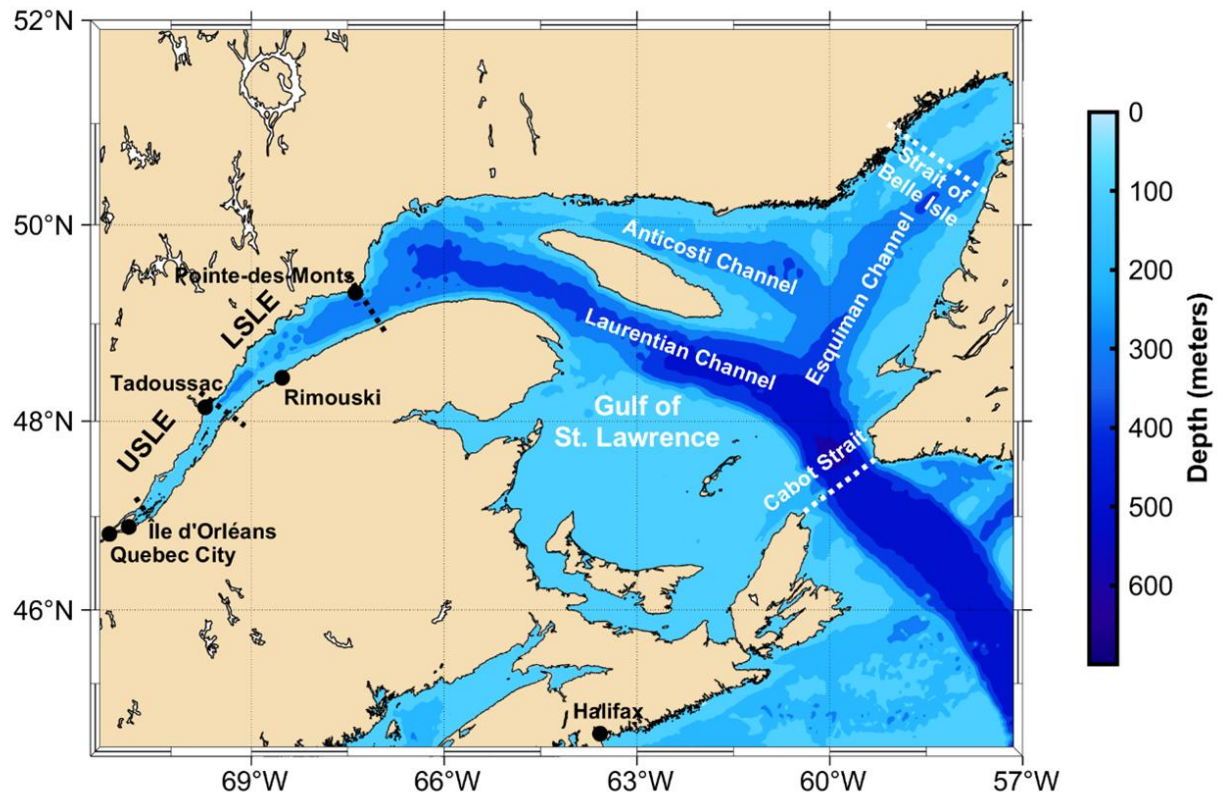 52°N
50°N
48°N
46°N
69°W
66°W
63°W
60°W
57°W
Strait of
Belle Isle
Anticosti Channel
Esquiman Channel
Pointe-des-Monts
LSLE
Laurentian Channel
Tadoussac
Rimouski
Gulf of
St. Lawrence
USLE
Cabot Strait
Île d'Orléans
Quebec City
Halifax
0
100
200
300
400
500
600
Depth (meters)